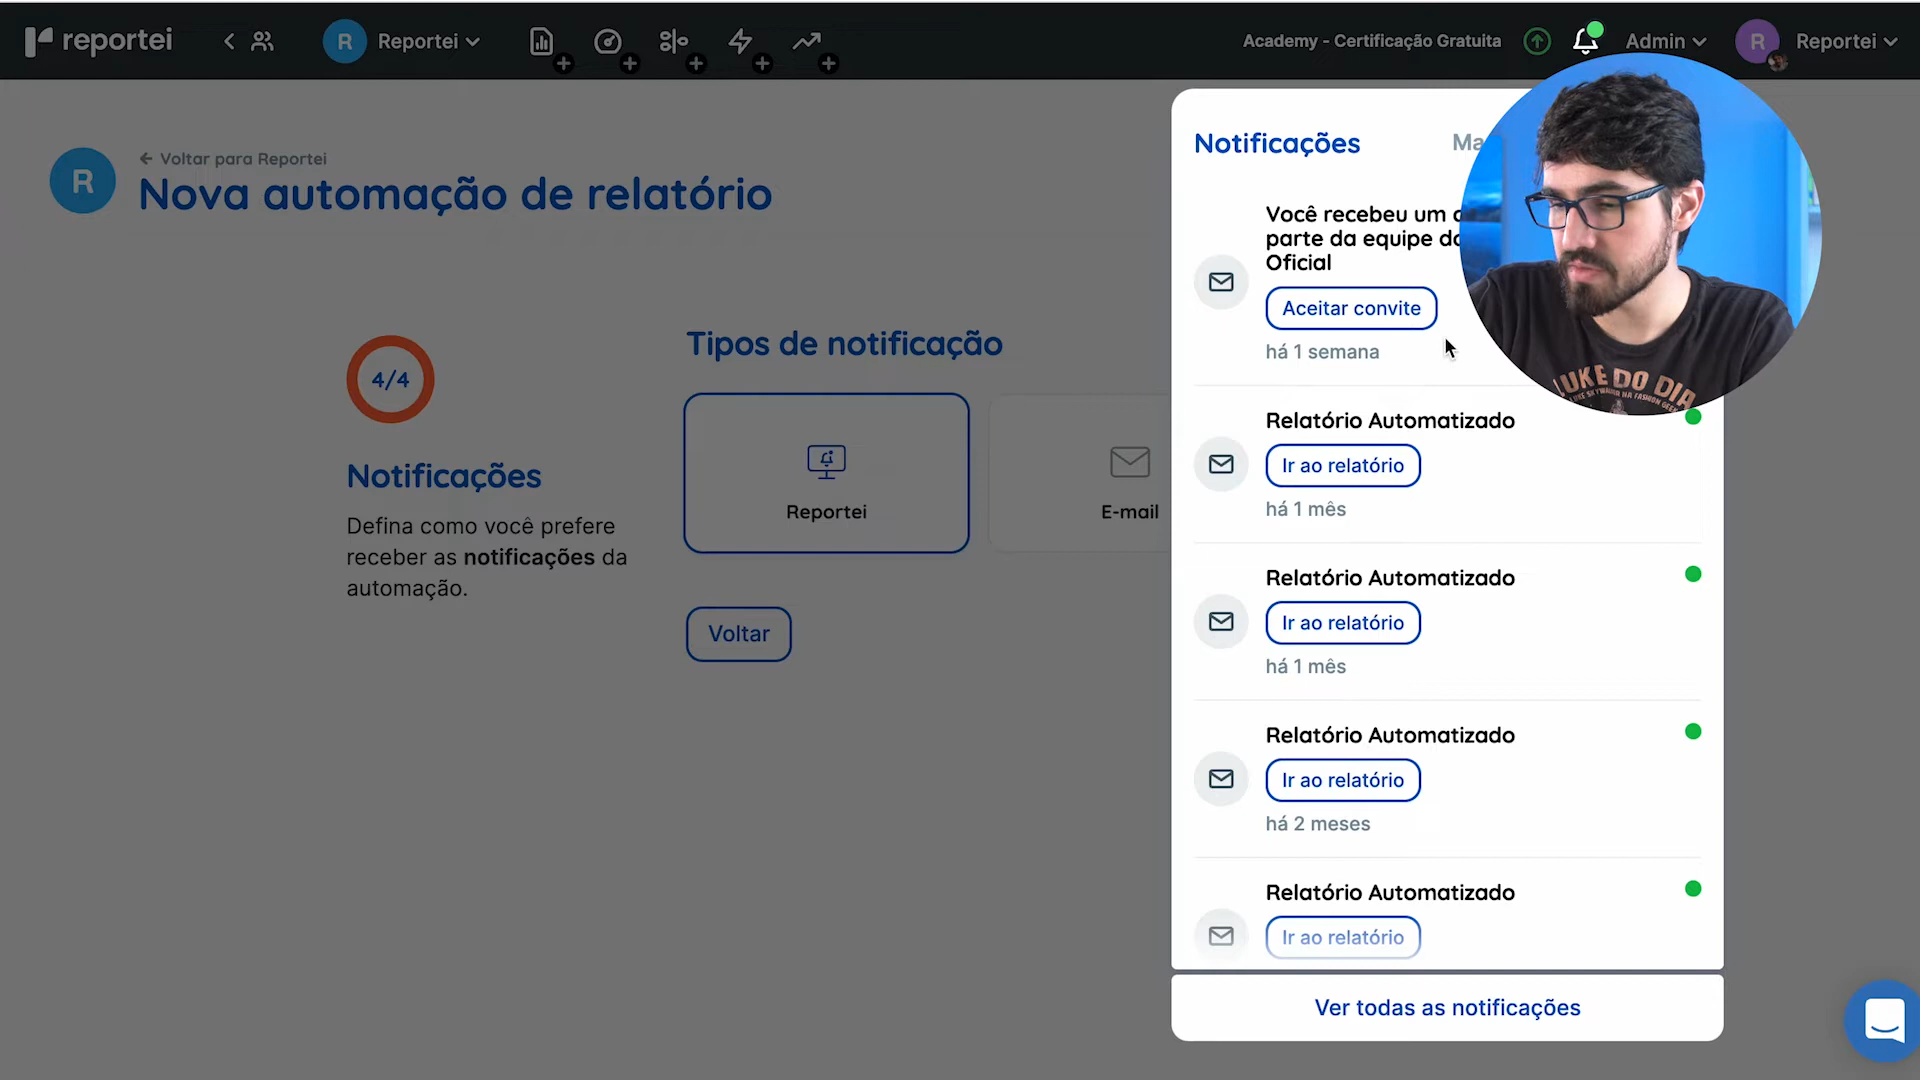 reportei
R
Reportei
Academy - Certificação Gratuita
Admin
R
Reportei
R
Voltar para Reportei
Nova automação de relatório
4/4
Notificações
Defina como você prefere
receber as notificações da
automação.
Tipos de notificação
Reportei
E-mail
Voltar
Notificações
Você recebeu um
parte da equipe
Oficial
Aceitar convite
há 1 semana
Relatório Automatizado
Ir ao relatório
há 1 mês
Relatório Automatizado
Ir ao relatório
há 1 mês
Relatório Automatizado
Ir ao relatório
há 2 meses
Relatório Automatizado
Ir ao relatório
Ver todas as notificações
UKE DO DIA